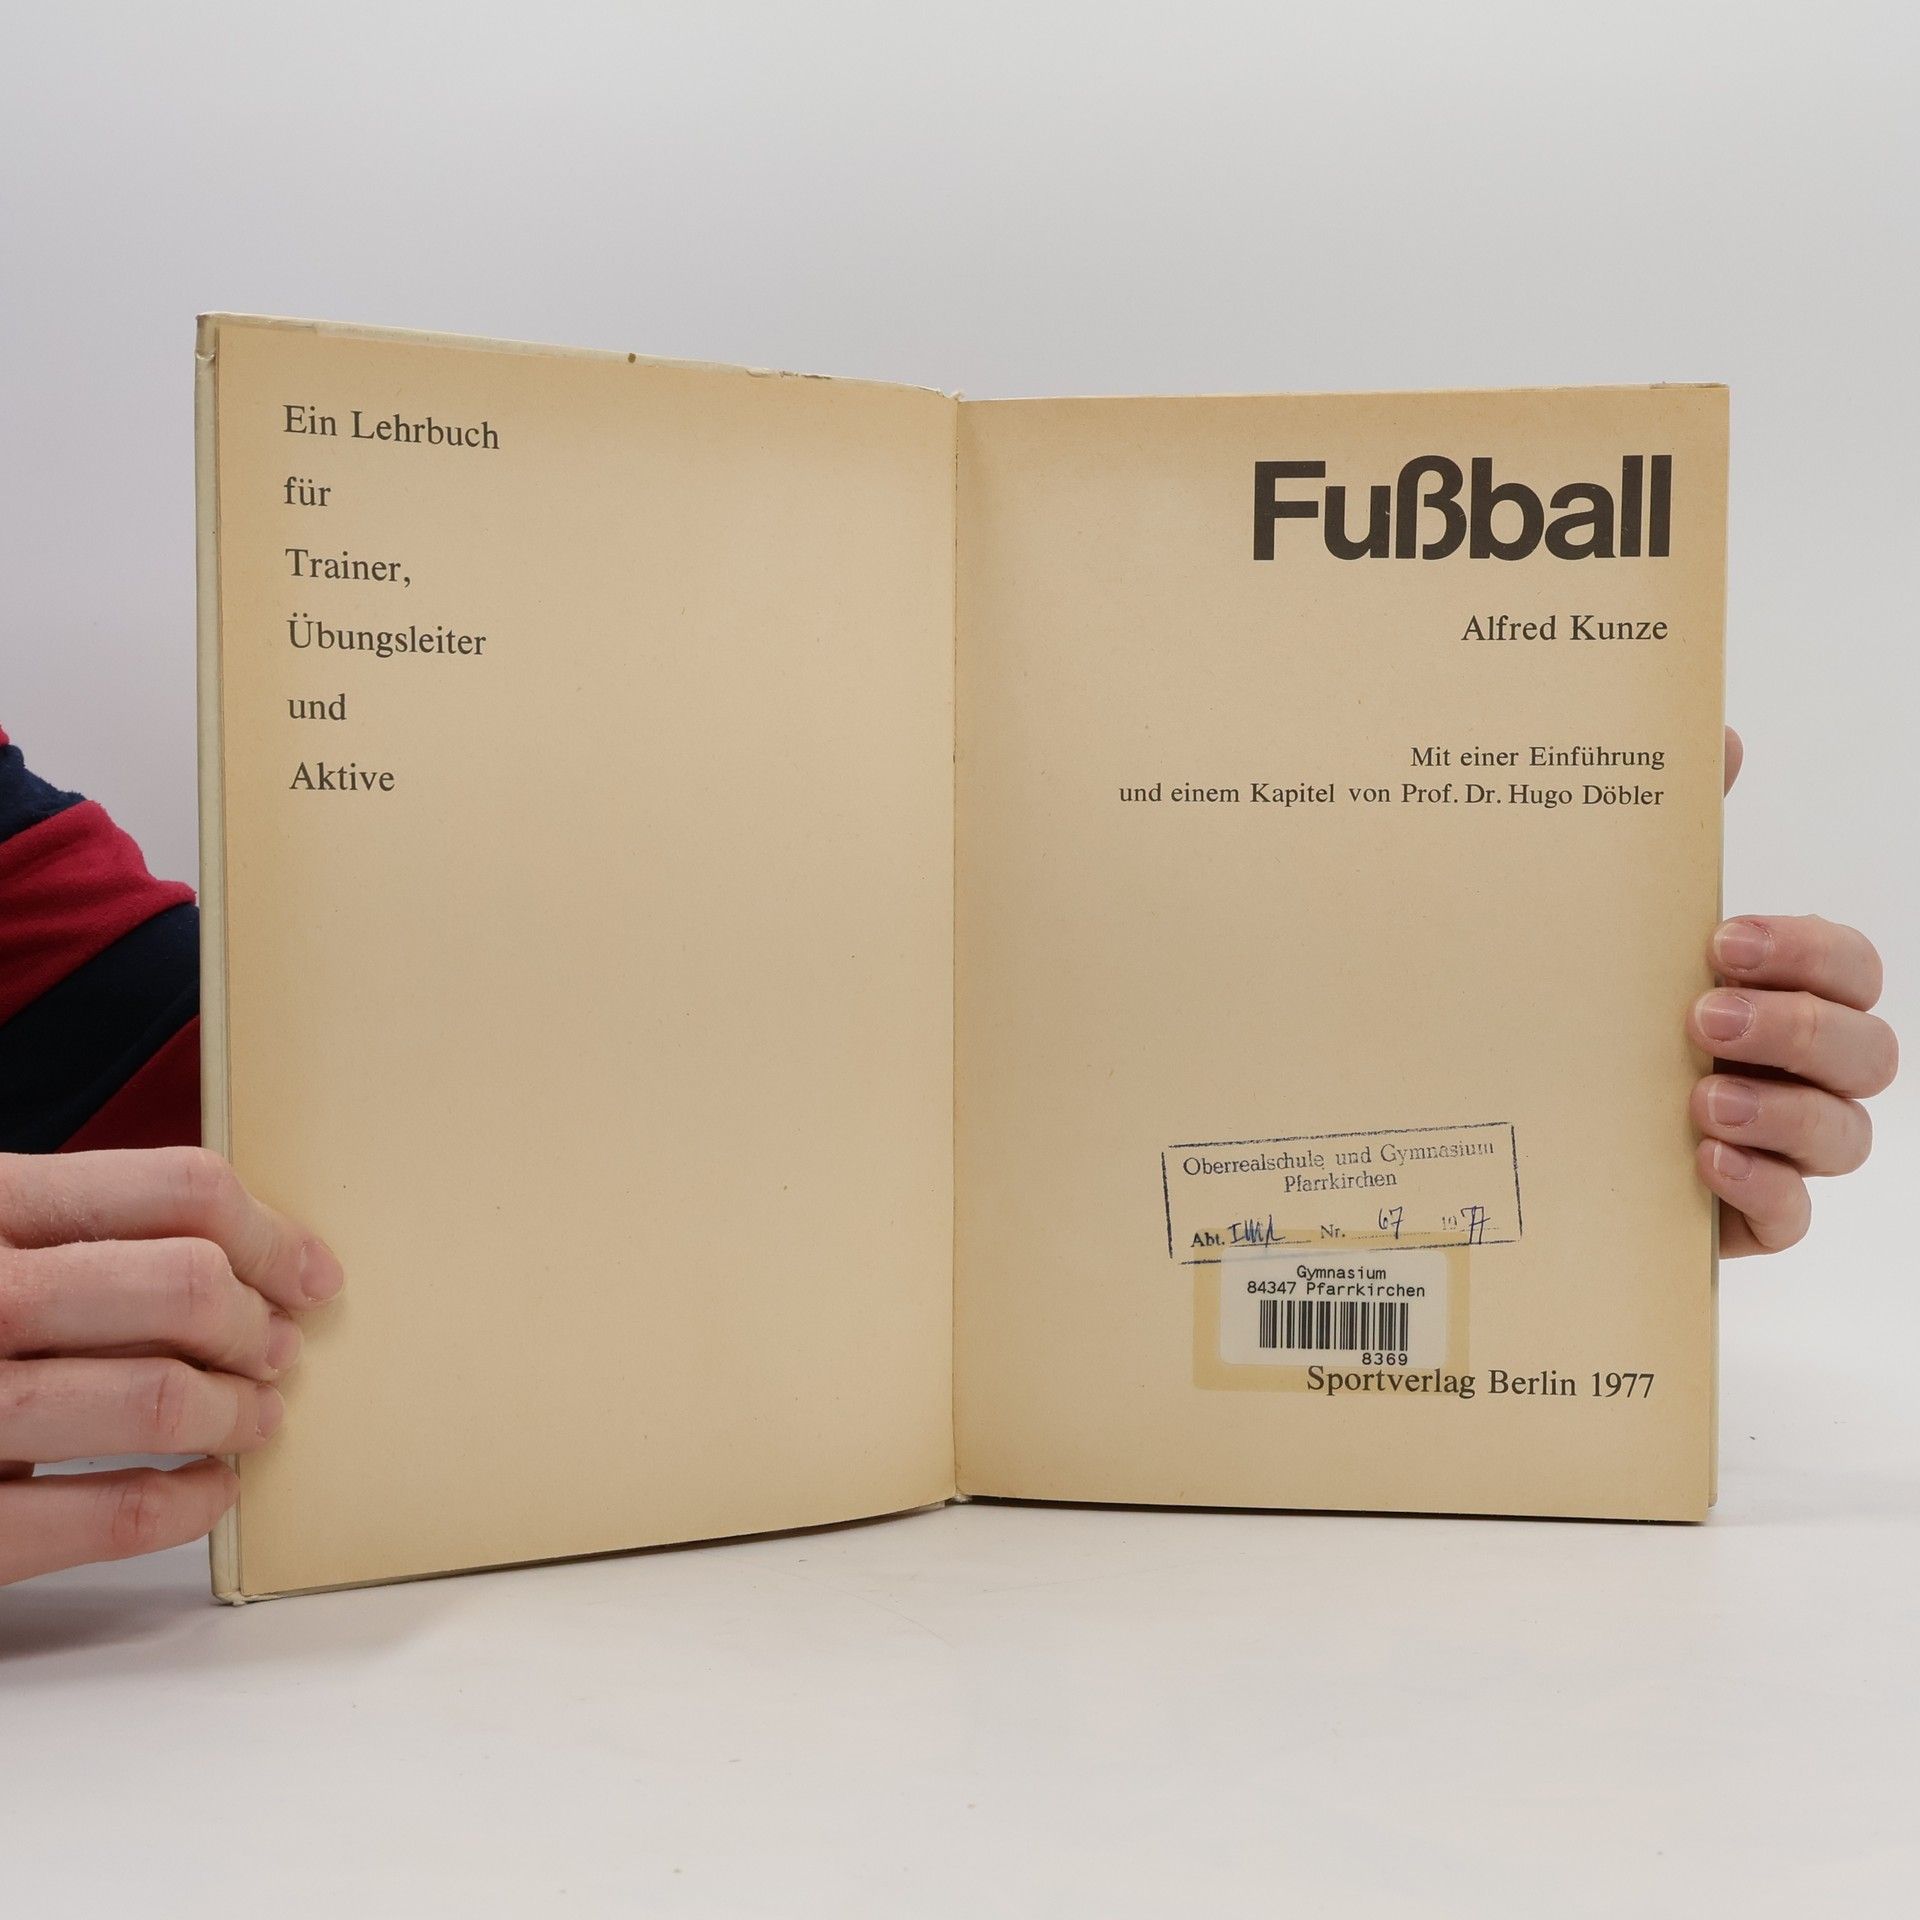 Ein Lehrbuch
für
Trainer,
Übungsleiter
und
Aktive
Fußball
Alfred Kunze
Mit einer Einführung
und einem Kapitel von Prof. Dr. Hugo Döbler
Oberrealschule und Gymnasium
Pfarrkirchen
Abt. Nr. 67 1977
Gymnasium
84347 Pfarrkirchen
8369
Sportverlag Berlin 1977